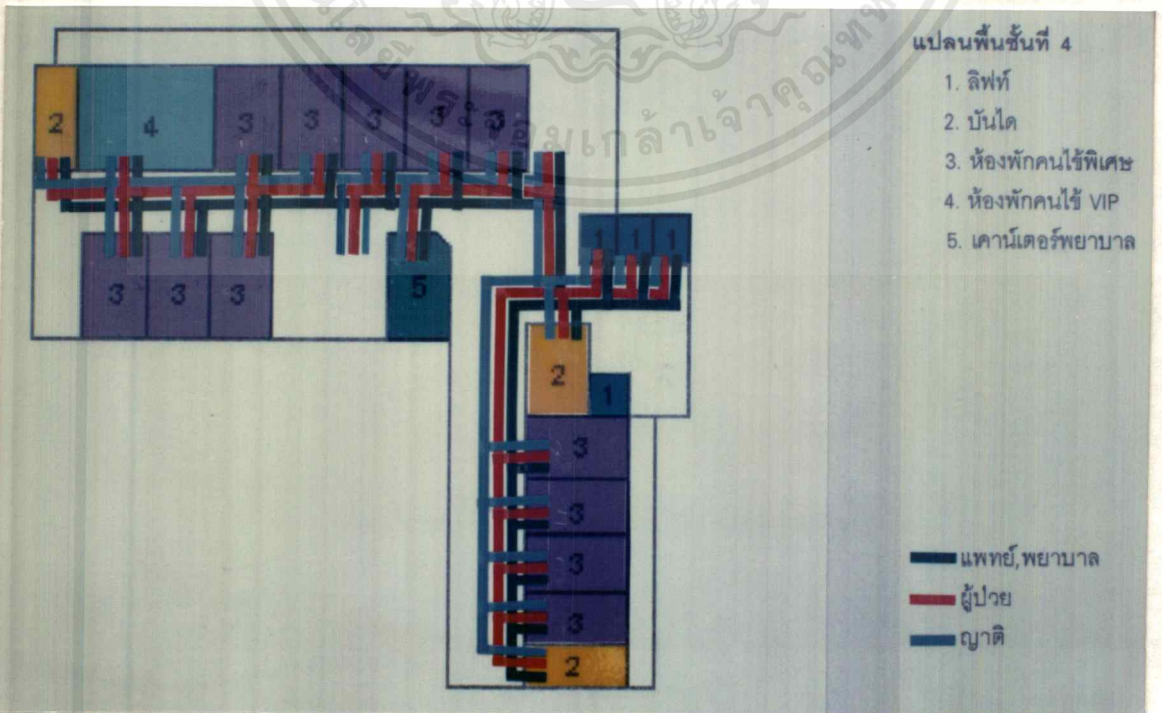 แปลนพื้นชั้นที่ 4
1. ลิฟท์
2. บันได
3. ห้องพักคนไข้พิเศษ
4. ห้องพักคนไข้ VIP
5. เคาน์เตอร์พยาบาล
2 4 3 3 3 3 3
1 1 1
3 3 3 5
2
1
3
3
3
3
2
แพทย์,พยาบาล
ผู้ป่วย
ญาติ